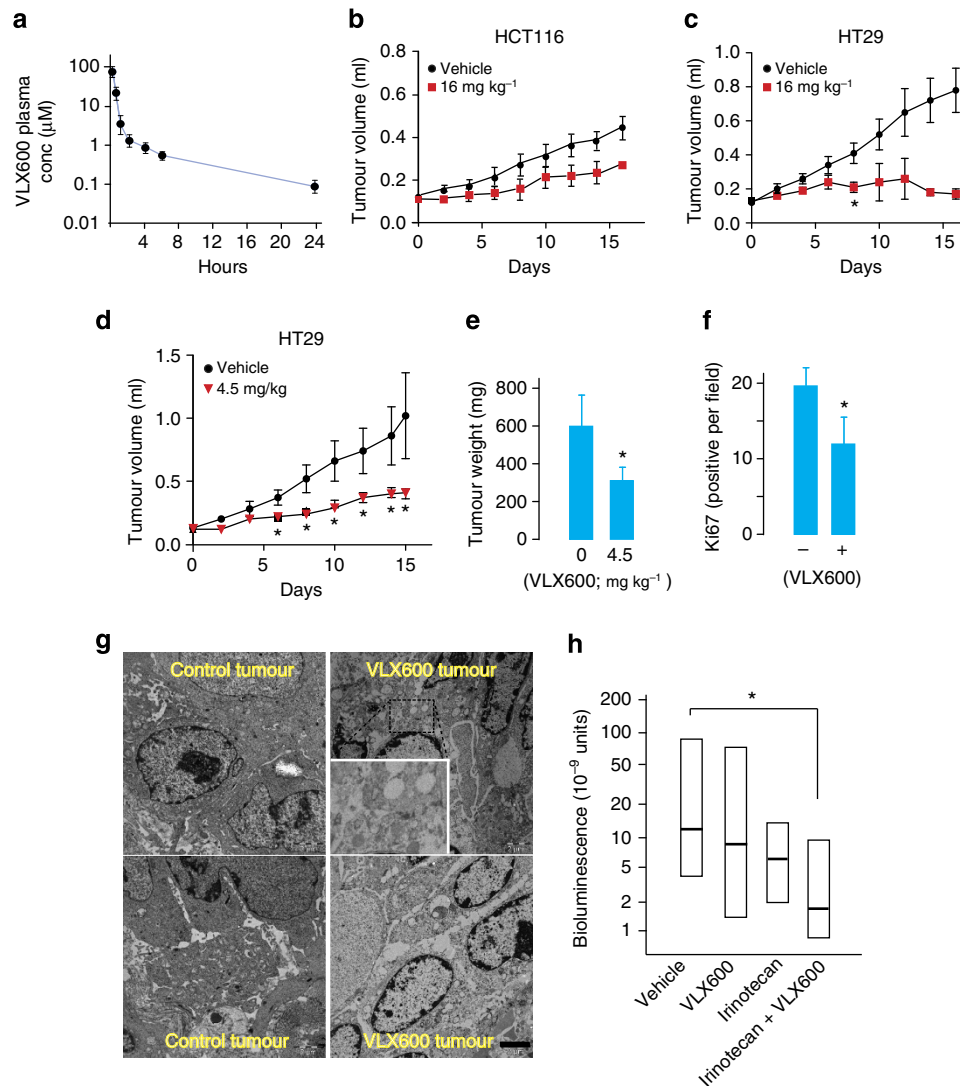 a
VLX600 plasma
conc (μM)
100
10
1
0.1
0.01
4 8 12 16 20 24
Hours
b
HCT116
Tumour volume (ml)
0.8
0.6
0.4
0.2
0.0
Vehicle
16 mg kg⁻¹
0 5 10 15
Days
c
HT29
Tumour volume (ml)
1.0
0.8
0.6
0.4
0.2
0.0
Vehicle
16 mg kg⁻¹
*
0 5 10 15
Days
d
HT29
Tumour volume (ml)
1.5
1.0
0.5
0.0
Vehicle
4.5 mg/kg
* * * * * *
0 5 10 15
Days
e
Tumour weight (mg)
800
600
400
200
0
*
0 4.5
(VLX600; mg kg⁻¹ )
f
Ki67 (positive per field)
20
10
0
*
– +
(VLX600)
g
Control tumour
VLX600 tumour
Control tumour
VLX600 tumour
h
Bioluminescence (10⁻⁹ units)
200
100
50
20
10
5
2
1
*
Vehicle
VLX600
Irinotecan
Irinotecan + VLX600